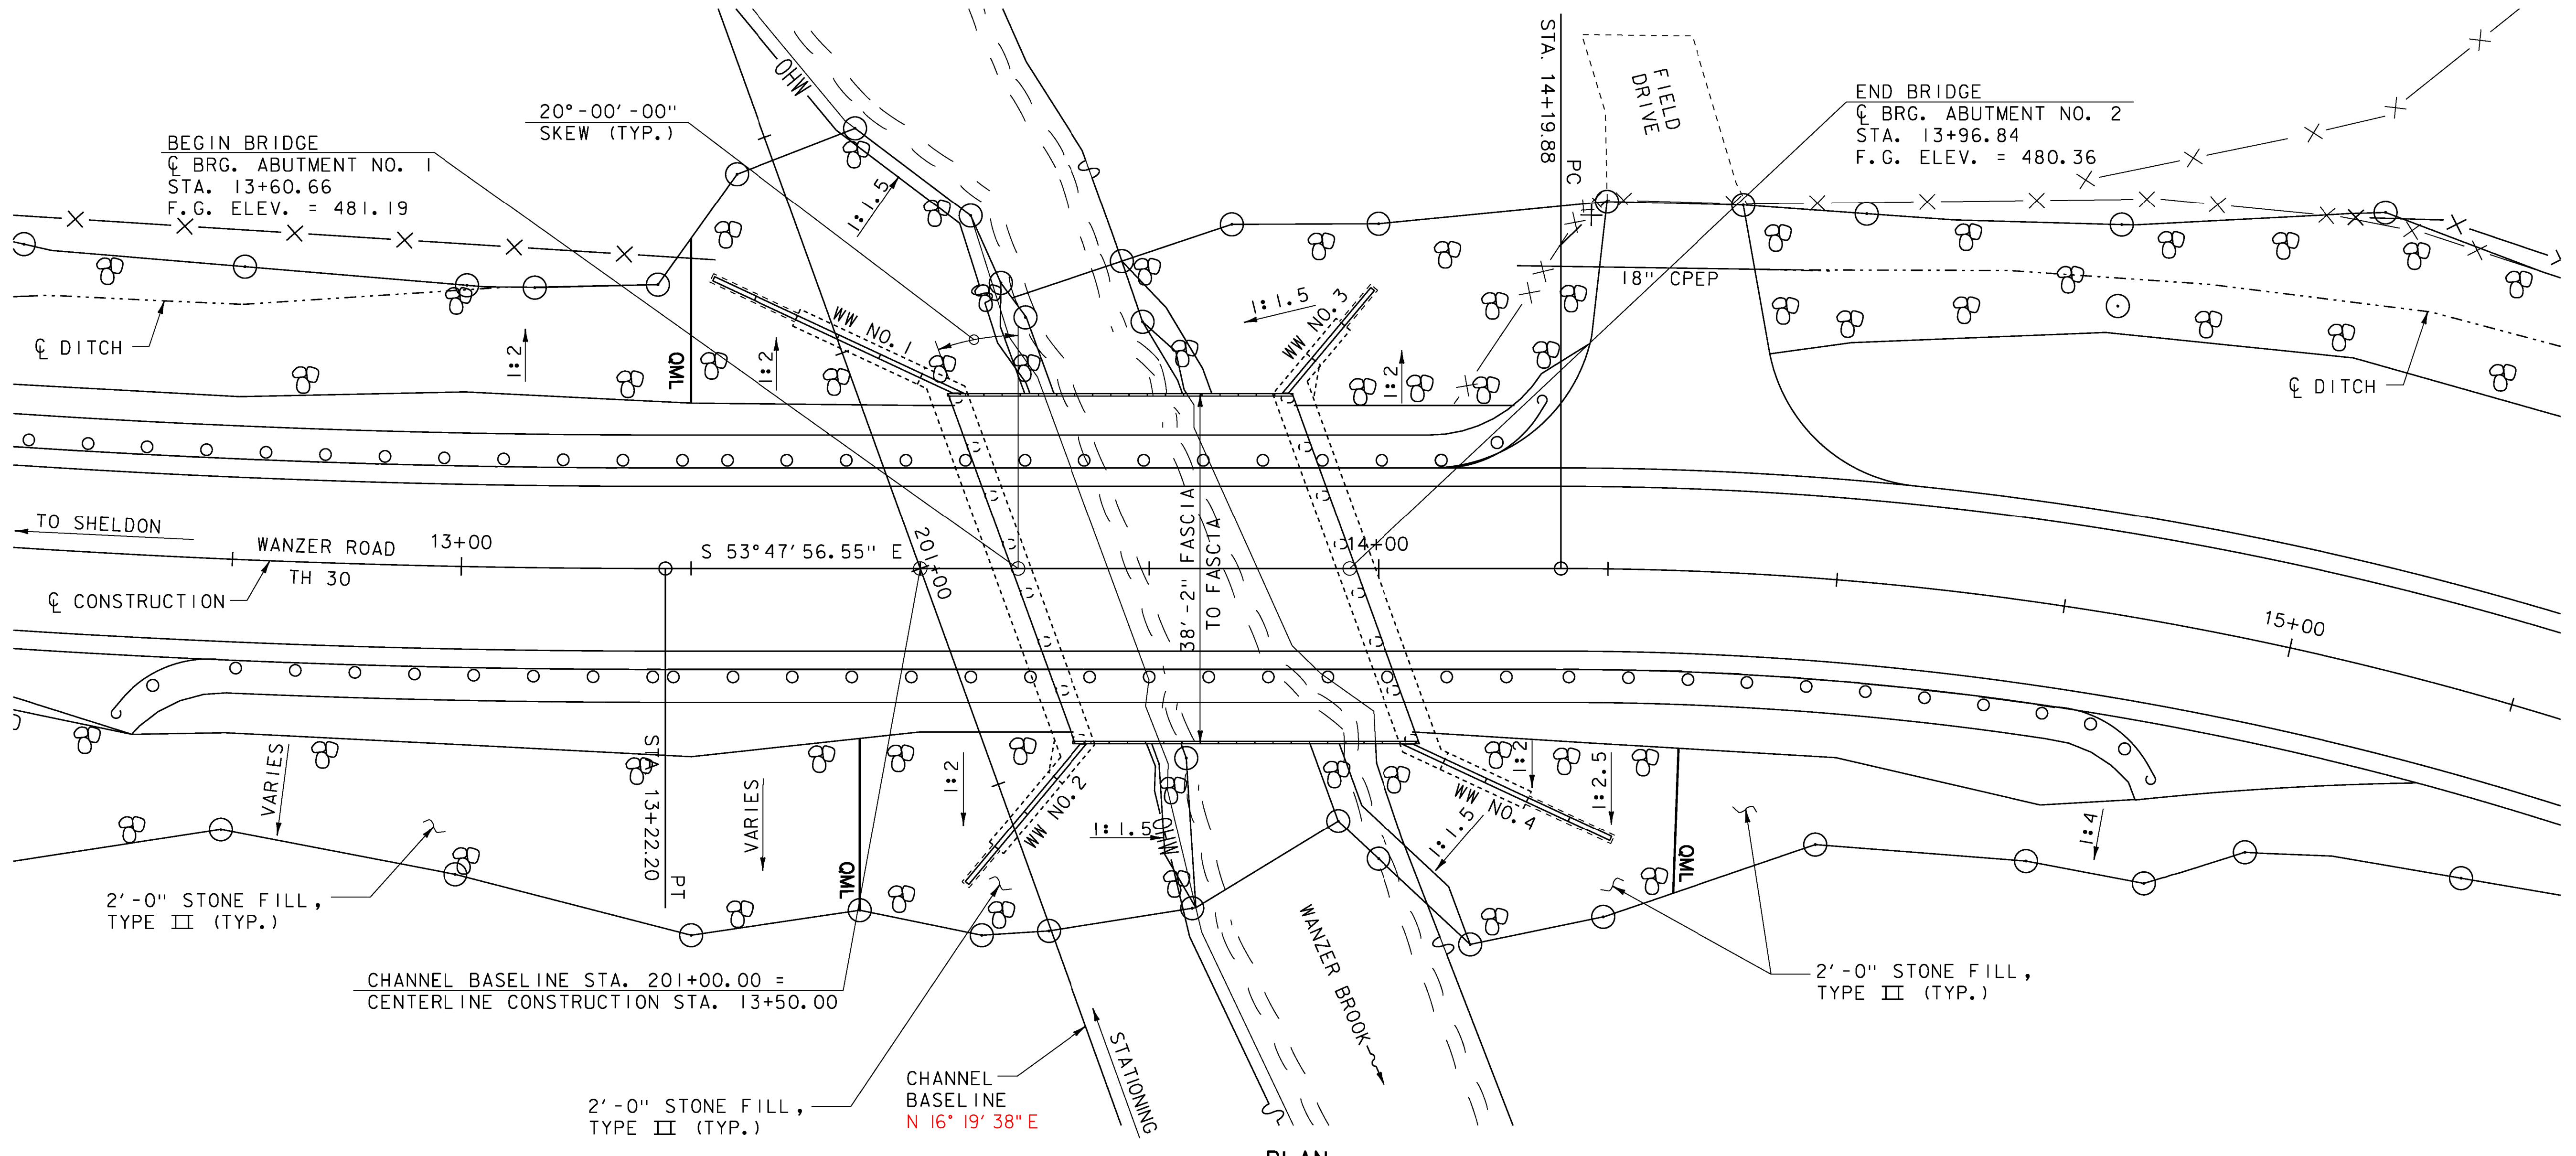 BEGIN BRIDGE
℄ BRG. ABUTMENT NO. 1
STA. 13+60.66
F.G. ELEV. = 481.19
20°-00'-00"
SKEW (TYP.)
OHW
1:1.5
STA. 14+19.88
PC
FIELD
DRIVE
END BRIDGE
℄ BRG. ABUTMENT NO. 2
STA. 13+96.84
F.G. ELEV. = 480.36
℄ DITCH
1:2
QML
1:2
WW NO. 1
1:1.5
WW NO. 3
1:2
18" CPEP
℄ DITCH
TO SHELDON
WANZER ROAD
TH 30
13+00
S 53°47'56.55" E
201+00
38'-2" FASCIA
TO FASCIA
14+00
15+00
℄ CONSTRUCTION
VARIES
STA. 13+22.20
PT
VARIES
QML
1:2
WW NO. 2
1:1.5
OHW
1:1.5
WW NO. 4
1:2
1:2.5
QML
1:4
2'-0" STONE FILL,
TYPE II (TYP.)
CHANNEL BASELINE STA. 201+00.00 =
CENTERLINE CONSTRUCTION STA. 13+50.00
2'-0" STONE FILL,
TYPE II (TYP.)
CHANNEL
BASELINE
N 16° 19' 38" E
STATIONING
WANZER BROOK
2'-0" STONE FILL,
TYPE II (TYP.)
PLAN